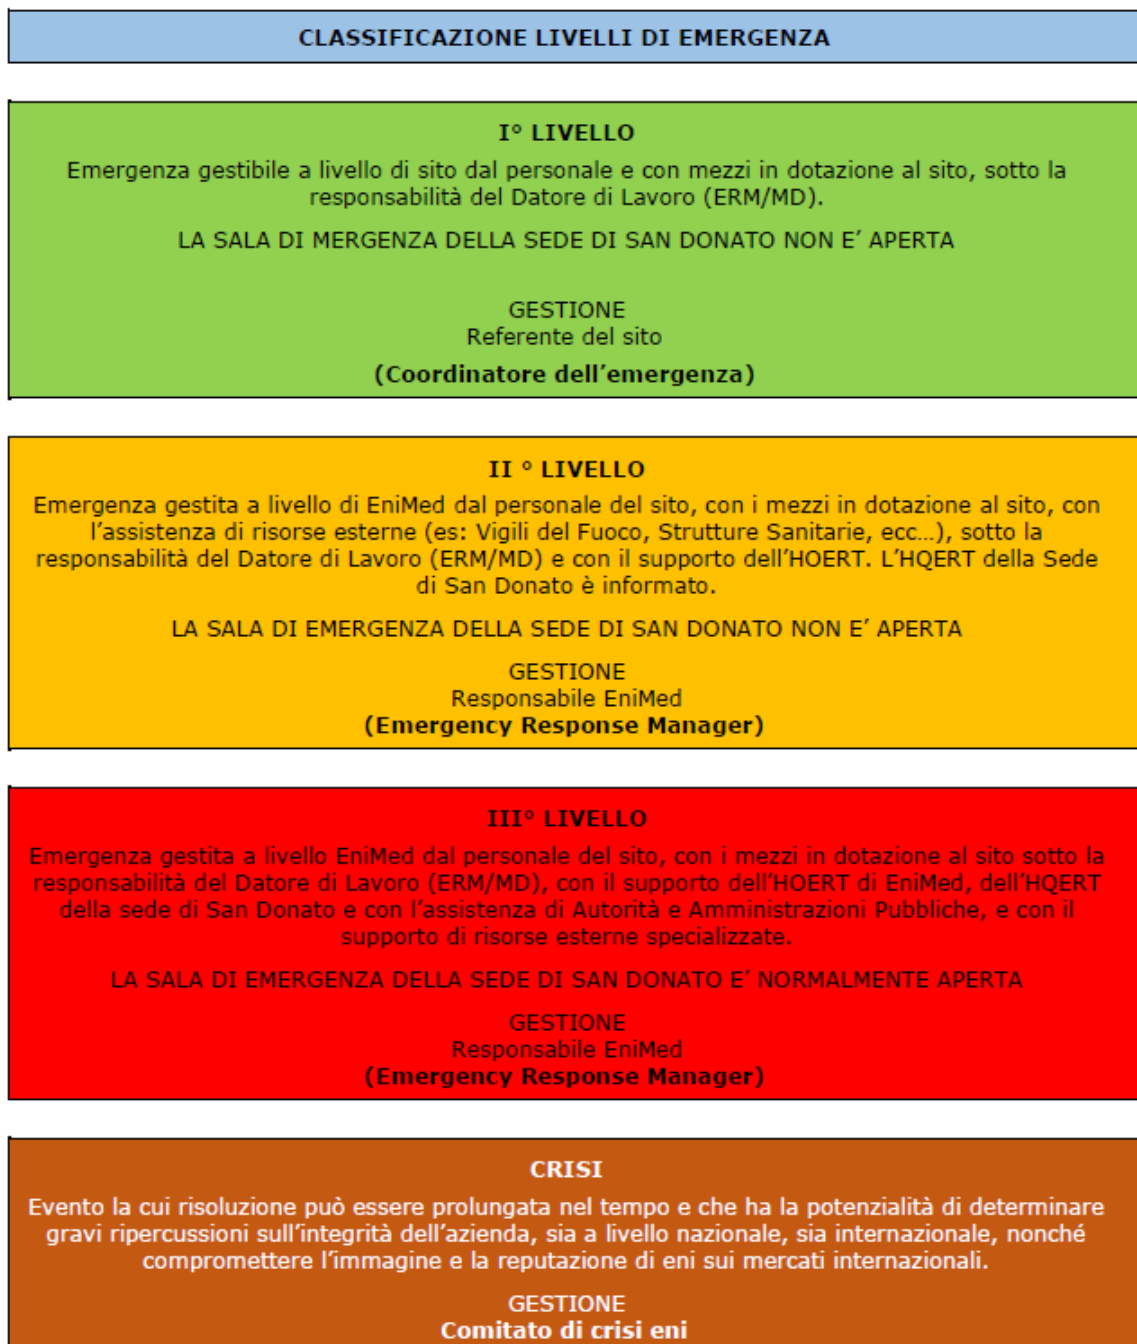 CLASSIFICAZIONE LIVELLI DI EMERGENZA
I° LIVELLO
Emergenza gestibile a livello di sito dal personale e con mezzi in dotazione al sito, sotto la
responsabilità del Datore di Lavoro (ERM/MD).
LA SALA DI MERGENZA DELLA SEDE DI SAN DONATO NON E’ APERTA
GESTIONE
Referente del sito
(Coordinatore dell’emergenza)
II ° LIVELLO
Emergenza gestita a livello di EniMed dal personale del sito, con i mezzi in dotazione al sito, con
l’assistenza di risorse esterne (es: Vigili del Fuoco, Strutture Sanitarie, ecc…), sotto la
responsabilità del Datore di Lavoro (ERM/MD) e con il supporto dell’HOERT. L’HQERT della Sede
di San Donato è informato.
LA SALA DI EMERGENZA DELLA SEDE DI SAN DONATO NON E’ APERTA
GESTIONE
Responsabile EniMed
(Emergency Response Manager)
III° LIVELLO
Emergenza gestita a livello EniMed dal personale del sito, con i mezzi in dotazione al sito sotto la
responsabilità del Datore di Lavoro (ERM/MD), con il supporto dell’HOERT di EniMed, dell’HQERT
della sede di San Donato e con l’assistenza di Autorità e Amministrazioni Pubbliche, e con il
supporto di risorse esterne specializzate.
LA SALA DI EMERGENZA DELLA SEDE DI SAN DONATO E’ NORMALMENTE APERTA
GESTIONE
Responsabile EniMed
(Emergency Response Manager)
CRISI
Evento la cui risoluzione può essere prolungata nel tempo e che ha la potenzialità di determinare
gravi ripercussioni sull’integrità dell’azienda, sia a livello nazionale, sia internazionale, nonché
compromettere l’immagine e la reputazione di eni sui mercati internazionali.
GESTIONE
Comitato di crisi eni